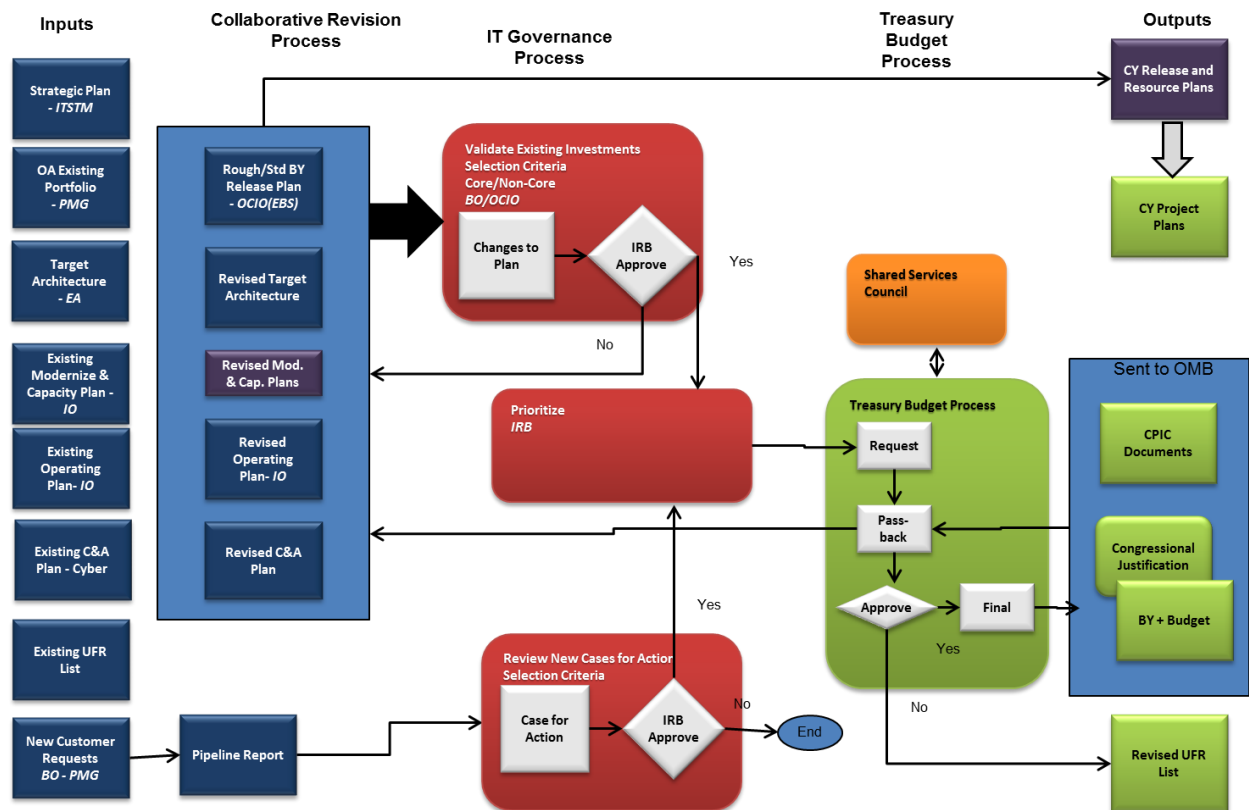 Inputs
Collaborative Revision
Process
IT Governance
Process
Treasury
Budget
Process
Outputs
Strategic Plan
- ITSTM
OA Existing
Portfolio
- PMG
Target
Architecture
- EA
Existing
Modernize &
Capacity Plan -
IO
Existing
Operating
Plan- IO
Existing C&A
Plan - Cyber
Existing UFR
List
New Customer
Requests
BO - PMG
Rough/Std BY
Release Plan
- OCIO(EBS)
Revised Target
Architecture
Revised Mod.
& Cap. Plans
Revised
Operating
Plan- IO
Revised C&A
Plan
Pipeline Report
Validate Existing Investments
Selection Criteria
Core/Non-Core
BO/OCIO
Changes to
Plan
IRB
Approve
Yes
No
Prioritize
IRB
Yes
Review New Cases for Action
Selection Criteria
Case for
Action
IRB
Approve
No
End
Shared Services
Council
Treasury Budget Process
Request
Pass-
back
Approve
Final
Yes
No
CY Release and
Resource Plans
CY Project
Plans
Sent to OMB
CPIC
Documents
Congressional
Justification
BY + Budget
Revised UFR
List